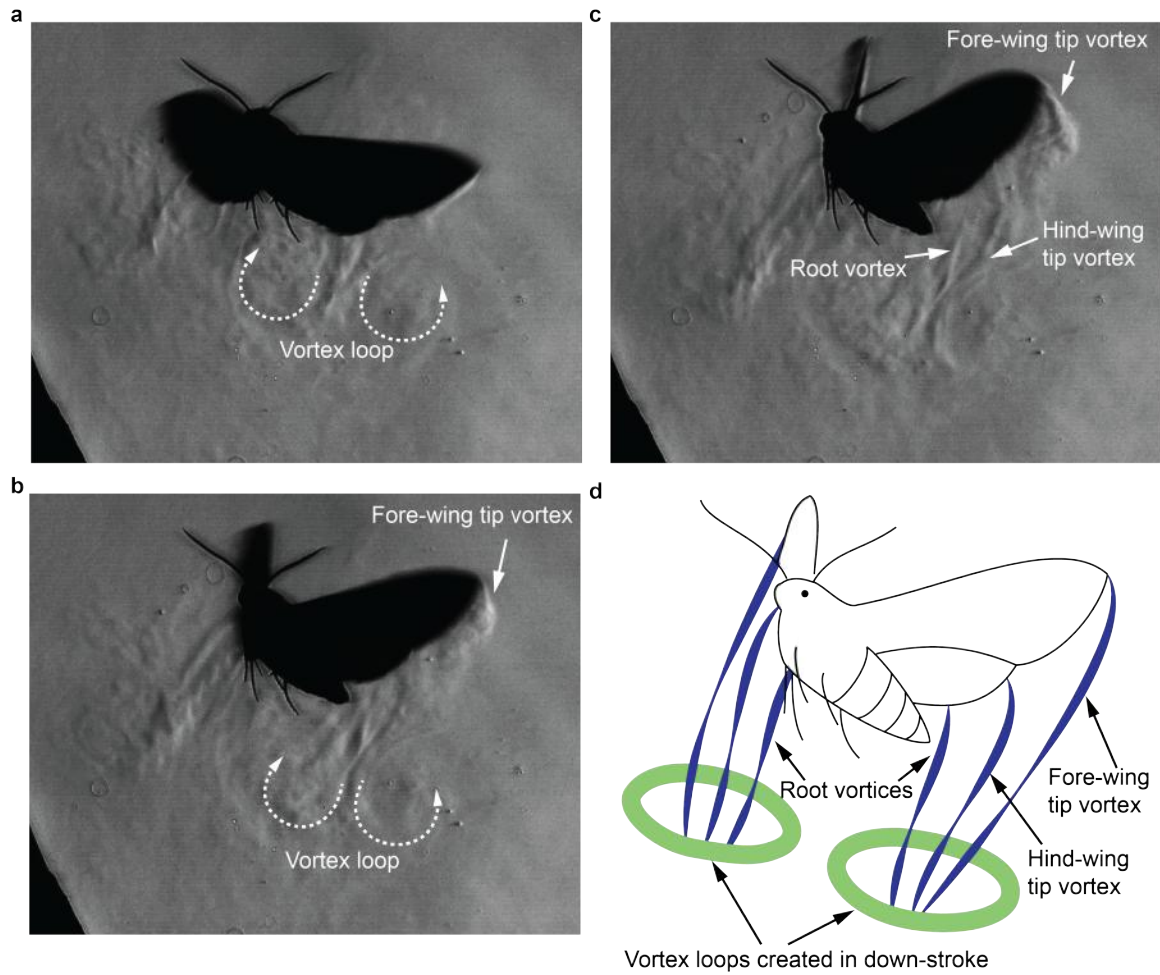 a
Vortex loop
b
Fore-wing tip vortex
Vortex loop
c
Fore-wing tip vortex
Root vortex
Hind-wing
tip vortex
d
Root vortices
Fore-wing
tip vortex
Hind-wing
tip vortex
Vortex loops created in down-stroke